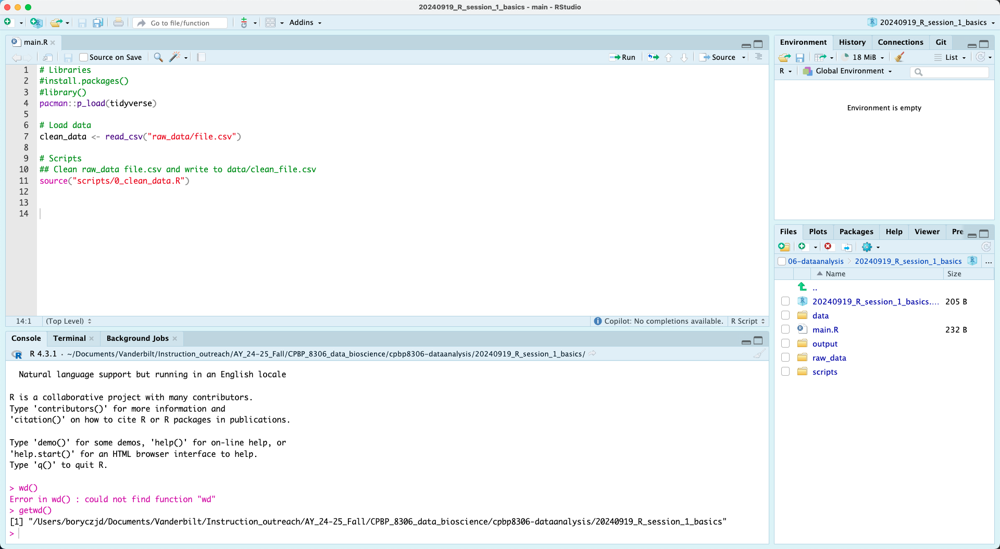 20240919_R_session_1_basics - main - RStudio
Go to file/function
Addins
20240919_R_session_1_basics
main.R
Source on Save
Run
Source
1 # Libraries
2 #install.packages()
3 #library()
4 pacman::p_load(tidyverse)
5
6 # Load data
7 clean_data <- read_csv("raw_data/file.csv")
8
9 # Scripts
10 ## Clean raw_data file.csv and write to data/clean_file.csv
11 source("scripts/0_clean_data.R")
12
13
14
14:1 (Top Level) Copilot: No completions available. R Script
Console Terminal Background Jobs
R 4.3.1 · ~/Documents/Vanderbilt/Instruction_outreach/AY_24-25_Fall/CPBP_8306_data_bioscience/cpbp8306-dataanalysis/20240919_R_session_1_basics/
Natural language support but running in an English locale
R is a collaborative project with many contributors.
Type 'contributors()' for more information and
'citation()' on how to cite R or R packages in publications.
Type 'demo()' for some demos, 'help()' for on-line help, or
'help.start()' for an HTML browser interface to help.
Type 'q()' to quit R.
> wd()
Error in wd() : could not find function "wd"
> getwd()
[1] "/Users/boryczjd/Documents/Vanderbilt/Instruction_outreach/AY_24-25_Fall/CPBP_8306_data_bioscience/cpbp8306-dataanalysis/20240919_R_session_1_basics"
>
Environment History Connections Git
18 MiB List
R Global Environment
Environment is empty
Files Plots Packages Help Viewer Pre
06-dataanalysis 20240919_R_session_1_basics ...
Name Size
..
20240919_R_session_1_basics.... 205 B
data
main.R 232 B
output
raw_data
scripts